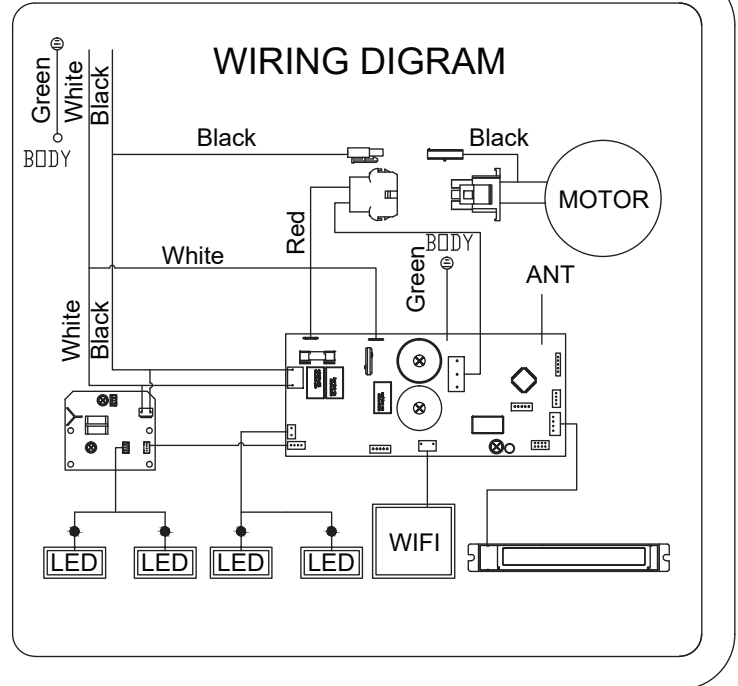 WIRING DIGRAM
Green
White
Black
BODY
Black
Black
MOTOR
Red
White
Green
BODY
ANT
White
Black
LED
LED
LED
LED
WIFI